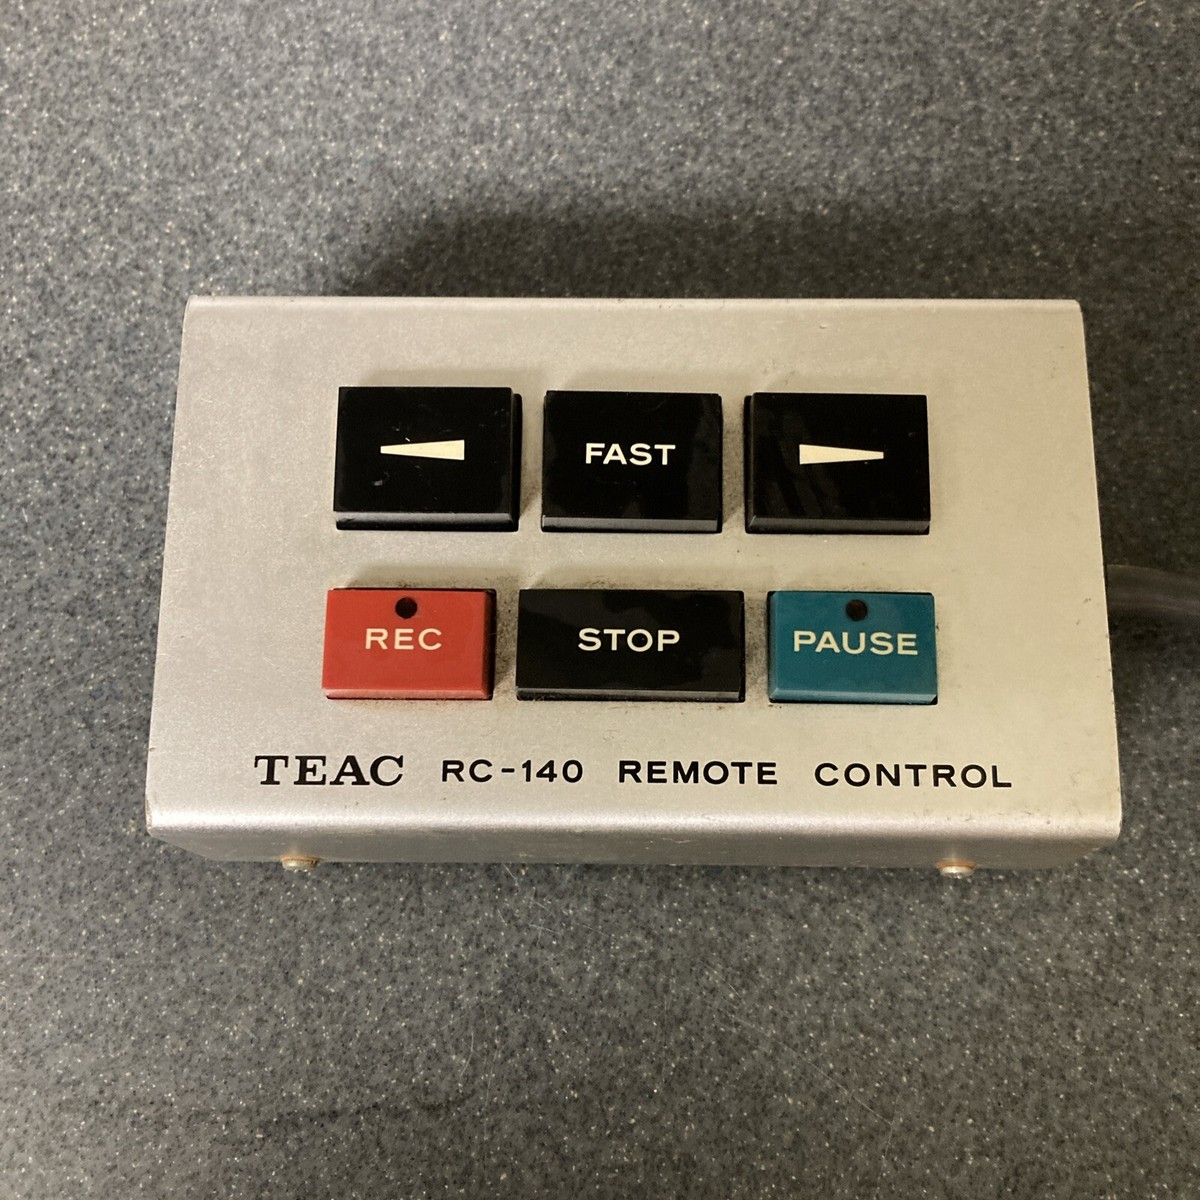 FAST
REC STOP PAUSE
TEAC RC-140 REMOTE CONTROL